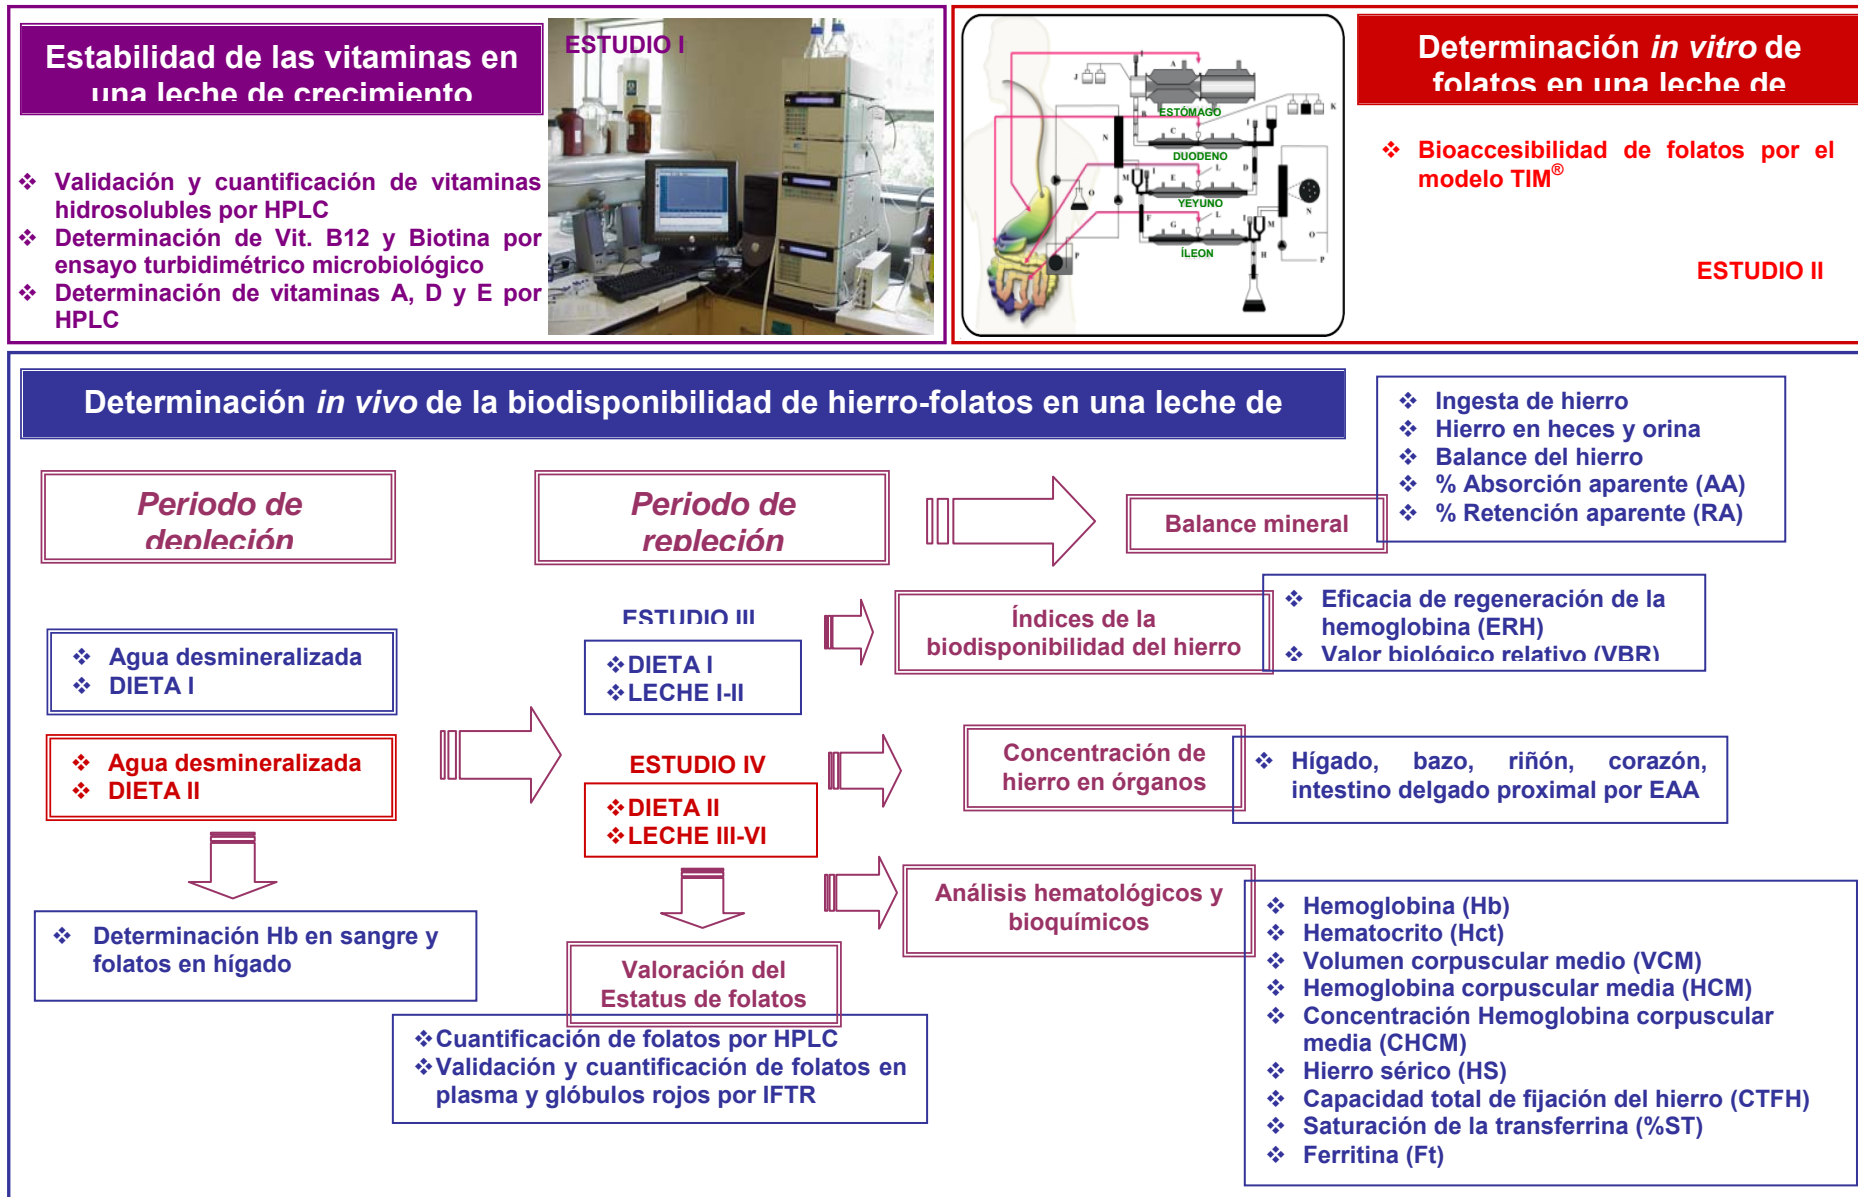 Estabilidad de las vitaminas en
una leche de crecimiento
ESTUDIO I
❖ Validación y cuantificación de vitaminas
hidrosolubles por HPLC
❖ Determinación de Vit. B12 y Biotina por
ensayo turbidimétrico microbiológico
❖ Determinación de vitaminas A, D y E por
HPLC
Determinación in vitro de
folatos en una leche de
❖ Bioaccesibilidad de folatos por el
modelo TIM®
ESTUDIO II
I
A
J
ESTÓMAGO
B
K
N
C
I
DUODENO
M
I
L
D
E
O
YEYUNO
N
F
L
I
G
M
ÍLEON
O
P
H
P
Determinación in vivo de la biodisponibilidad de hierro-folatos en una leche de
Periodo de
depleción
Periodo de
repleción
Balance mineral
❖ Ingesta de hierro
❖ Hierro en heces y orina
❖ Balance del hierro
❖ % Absorción aparente (AA)
❖ % Retención aparente (RA)
❖ Agua desmineralizada
❖ DIETA I
ESTUDIO III
❖DIETA I
❖LECHE I-II
Índices de la
biodisponibilidad del hierro
❖ Eficacia de regeneración de la
hemoglobina (ERH)
❖ Valor biológico relativo (VBR)
❖ Agua desmineralizada
❖ DIETA II
ESTUDIO IV
❖DIETA II
❖LECHE III-VI
Concentración de
hierro en órganos
❖ Hígado, bazo, riñón, corazón,
intestino delgado proximal por EAA
❖ Determinación Hb en sangre y
folatos en hígado
Valoración del
Estatus de folatos
❖Cuantificación de folatos por HPLC
❖Validación y cuantificación de folatos en
plasma y glóbulos rojos por IFTR
Análisis hematológicos y
bioquímicos
❖ Hemoglobina (Hb)
❖ Hematocrito (Hct)
❖ Volumen corpuscular medio (VCM)
❖ Hemoglobina corpuscular media (HCM)
❖ Concentración Hemoglobina corpuscular
media (CHCM)
❖ Hierro sérico (HS)
❖ Capacidad total de fijación del hierro (CTFH)
❖ Saturación de la transferrina (%ST)
❖ Ferritina (Ft)